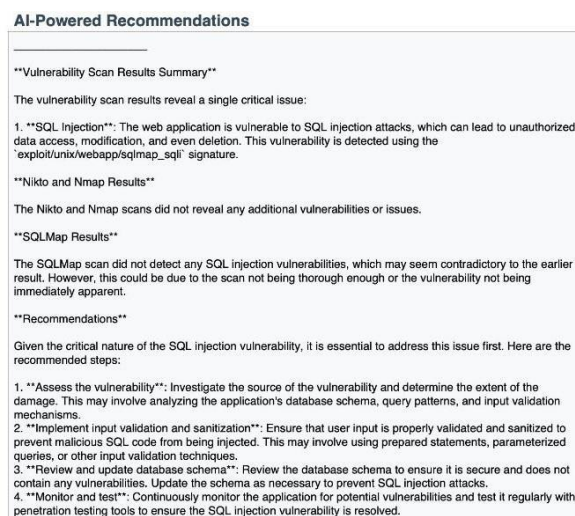 AI-Powered Recommendations
**Vulnerability Scan Results Summary**
The vulnerability scan results reveal a single critical issue:
1. **SQL Injection**: The web application is vulnerable to SQL injection attacks, which can lead to unauthorized
data access, modification, and even deletion. This vulnerability is detected using the
`exploit/unix/webapp/sqlmap_sqli` signature.
**Nikto and Nmap Results**
The Nikto and Nmap scans did not reveal any additional vulnerabilities or issues.
**SQLMap Results**
The SQLMap scan did not detect any SQL injection vulnerabilities, which may seem contradictory to the earlier
result. However, this could be due to the scan not being thorough enough or the vulnerability not being
immediately apparent.
**Recommendations**
Given the critical nature of the SQL injection vulnerability, it is essential to address this issue first. Here are the
recommended steps:
1. **Assess the vulnerability**: Investigate the source of the vulnerability and determine the extent of the
damage. This may involve analyzing the application's database schema, query patterns, and input validation
mechanisms.
2. **Implement input validation and sanitization**: Ensure that user input is properly validated and sanitized to
prevent malicious SQL code from being injected. This may involve using prepared statements, parameterized
queries, or other input validation techniques.
3. **Review and update database schema**: Review the database schema to ensure it is secure and does not
contain any vulnerabilities. Update the schema as necessary to prevent SQL injection attacks.
4. **Monitor and test**: Continuously monitor the application for potential vulnerabilities and test it regularly with
penetration testing tools to ensure the SQL injection vulnerability is resolved.